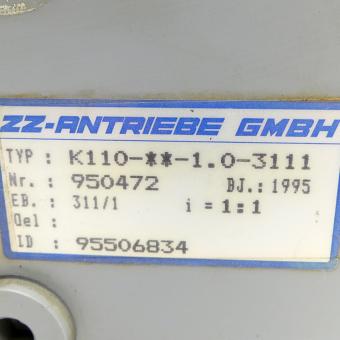 ZZ-ANTRIEBE GMBH
TYP : K110-**-1.0-3111
Nr. : 950472 BJ.: 1995
EB. : 311/1 i = 1:1
Oel :
ID : 95506834